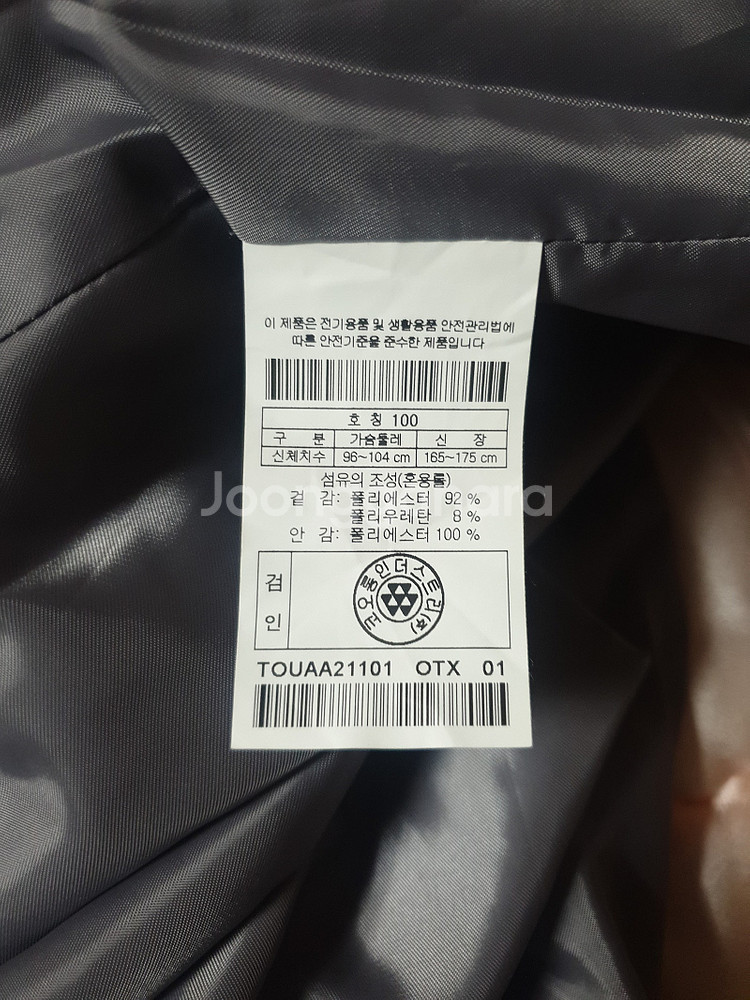 이 제품은 전기용품 및 생활용품 안전관리법에
따른 안전기준을 준수한 제품입니다
호 칭 100
구 분 가슴둘레 신 장
신체치수 96~104 cm 165~175 cm
섬유의 조성(혼용률)
겉 감: 폴리에스터 92 %
폴리우레탄 8 %
안 감: 폴리에스터 100 %
검
인
코오롱인더스트리(주)
TOUAA21101 OTX 01
Joongonara